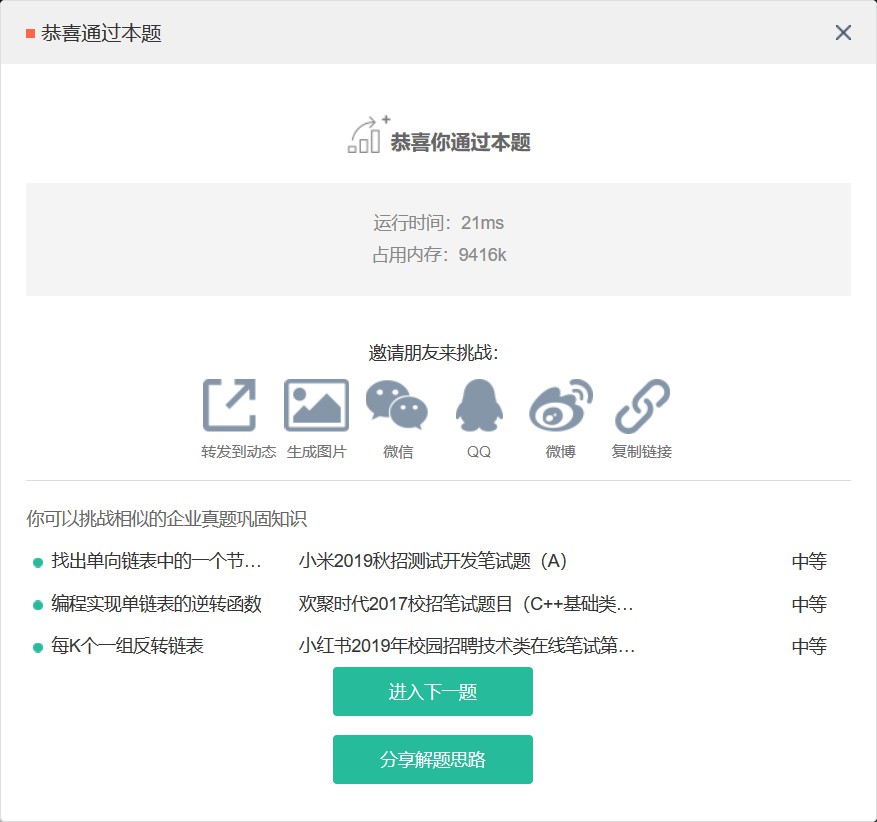 恭喜通过本题
恭喜你通过本题
运行时间：21ms
占用内存：9416k
邀请朋友来挑战：
转发到动态 生成图片 微信 QQ 微博 复制链接
你可以挑战相似的企业真题巩固知识
找出单向链表中的一个节… 小米2019秋招测试开发笔试题（A） 中等
编程实现单链表的逆转函数 欢聚时代2017校招笔试题目（C++基础类… 中等
每K个一组反转链表 小红书2019年校园招聘技术类在线笔试第… 中等
进入下一题
分享解题思路